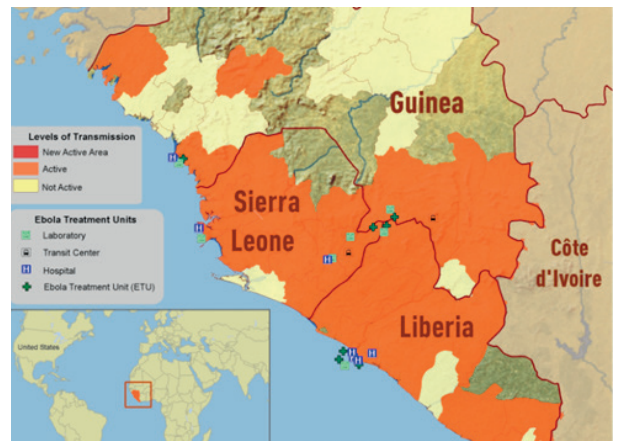 Guinea
Levels of Transmission
New Active Area
Active
Not Active
Sierra
Leone
Ebola Treatment Units
Laboratory
Transit Center
H Hospital
Ebola Treatment Unit (ETU)
Côte
d'Ivoire
Liberia
United States
H
H
H
H
H
H